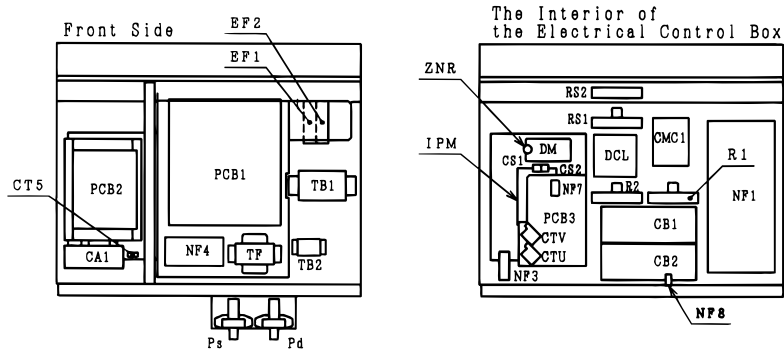 Front Side
EF2
EF1
CT5
PCB2
PCB1
TB1
CA1
NF4
TF
TB2
Ps
Pd
The Interior of
the Electrical Control Box
ZNR
RS2
RS1
IPM
DM
CS1
CS2
DCL
CMC1
R1
NF7
R2
NF1
PCB3
CB1
CTV
CTU
CB2
NF3
NF8